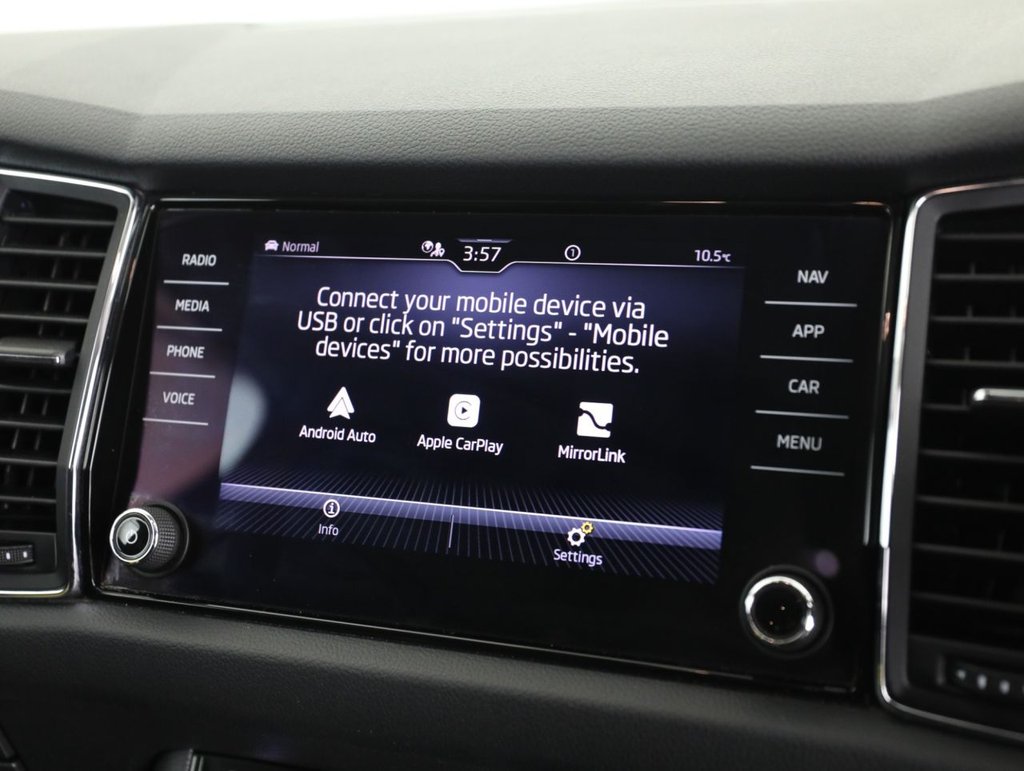 Normal
3:57
1
10.5°C
RADIO
MEDIA
PHONE
VOICE
Connect your mobile device via
USB or click on "Settings" - "Mobile
devices" for more possibilities.
Android Auto
Apple CarPlay
MirrorLink
i
Info
Settings
NAV
APP
CAR
MENU